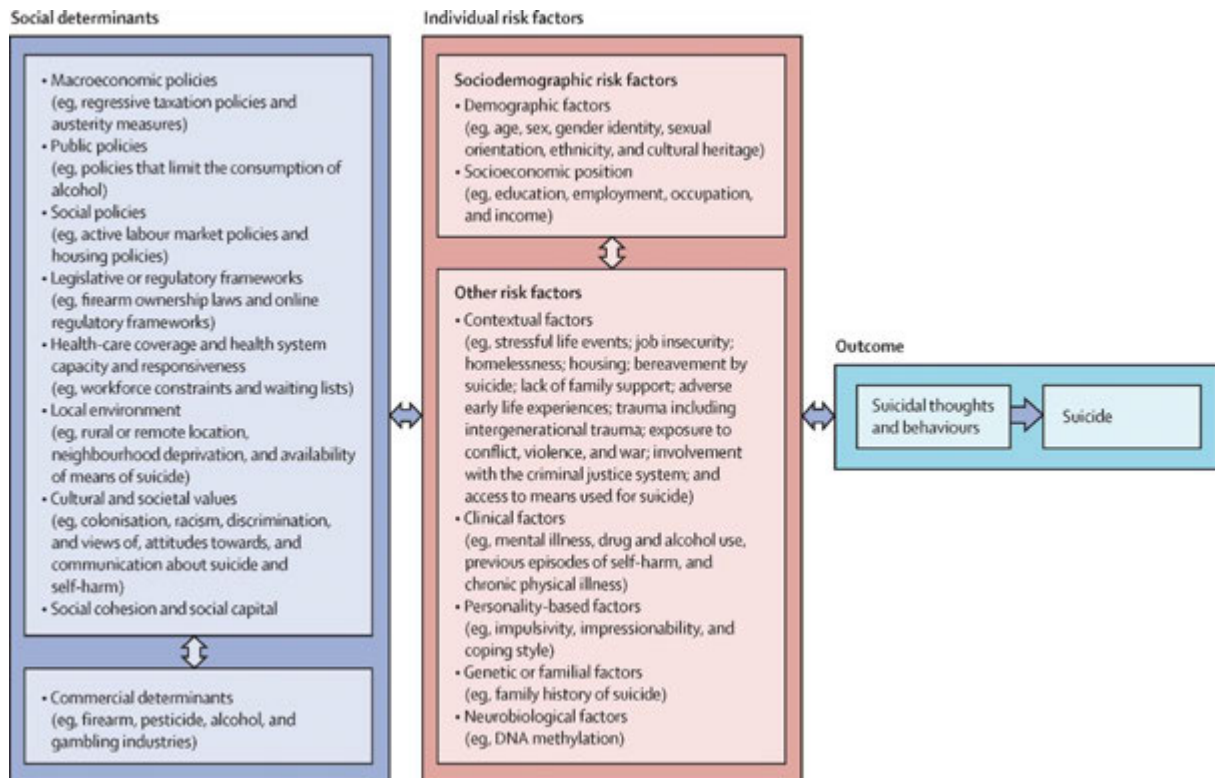 Social determinants
• Macroeconomic policies
(eg, regressive taxation policies and
austerity measures)
• Public policies
(eg, policies that limit the consumption of
alcohol)
• Social policies
(eg, active labour market policies and
housing policies)
• Legislative or regulatory frameworks
(eg, firearm ownership laws and online
regulatory frameworks)
• Health-care coverage and health system
capacity and responsiveness
(eg, workforce constraints and waiting lists)
• Local environment
(eg, rural or remote location,
neighbourhood deprivation, and availability
of means of suicide)
• Cultural and societal values
(eg, colonisation, racism, discrimination,
and views of, attitudes towards, and
communication about suicide and
self-harm)
• Social cohesion and social capital
• Commercial determinants
(eg, firearm, pesticide, alcohol, and
gambling industries)
Individual risk factors
Sociodemographic risk factors
• Demographic factors
(eg, age, sex, gender identity, sexual
orientation, ethnicity, and cultural heritage)
• Socioeconomic position
(eg, education, employment, occupation,
and income)
Other risk factors
• Contextual factors
(eg, stressful life events; job insecurity;
homelessness; housing; bereavement by
suicide; lack of family support; adverse
early life experiences; trauma including
intergenerational trauma; exposure to
conflict, violence, and war; involvement
with the criminal justice system; and
access to means used for suicide)
• Clinical factors
(eg, mental illness, drug and alcohol use,
previous episodes of self-harm, and
chronic physical illness)
• Personality-based factors
(eg, impulsivity, impressionability, and
coping style)
• Genetic or familial factors
(eg, family history of suicide)
• Neurobiological factors
(eg, DNA methylation)
Outcome
Suicidal thoughts
and behaviours
Suicide